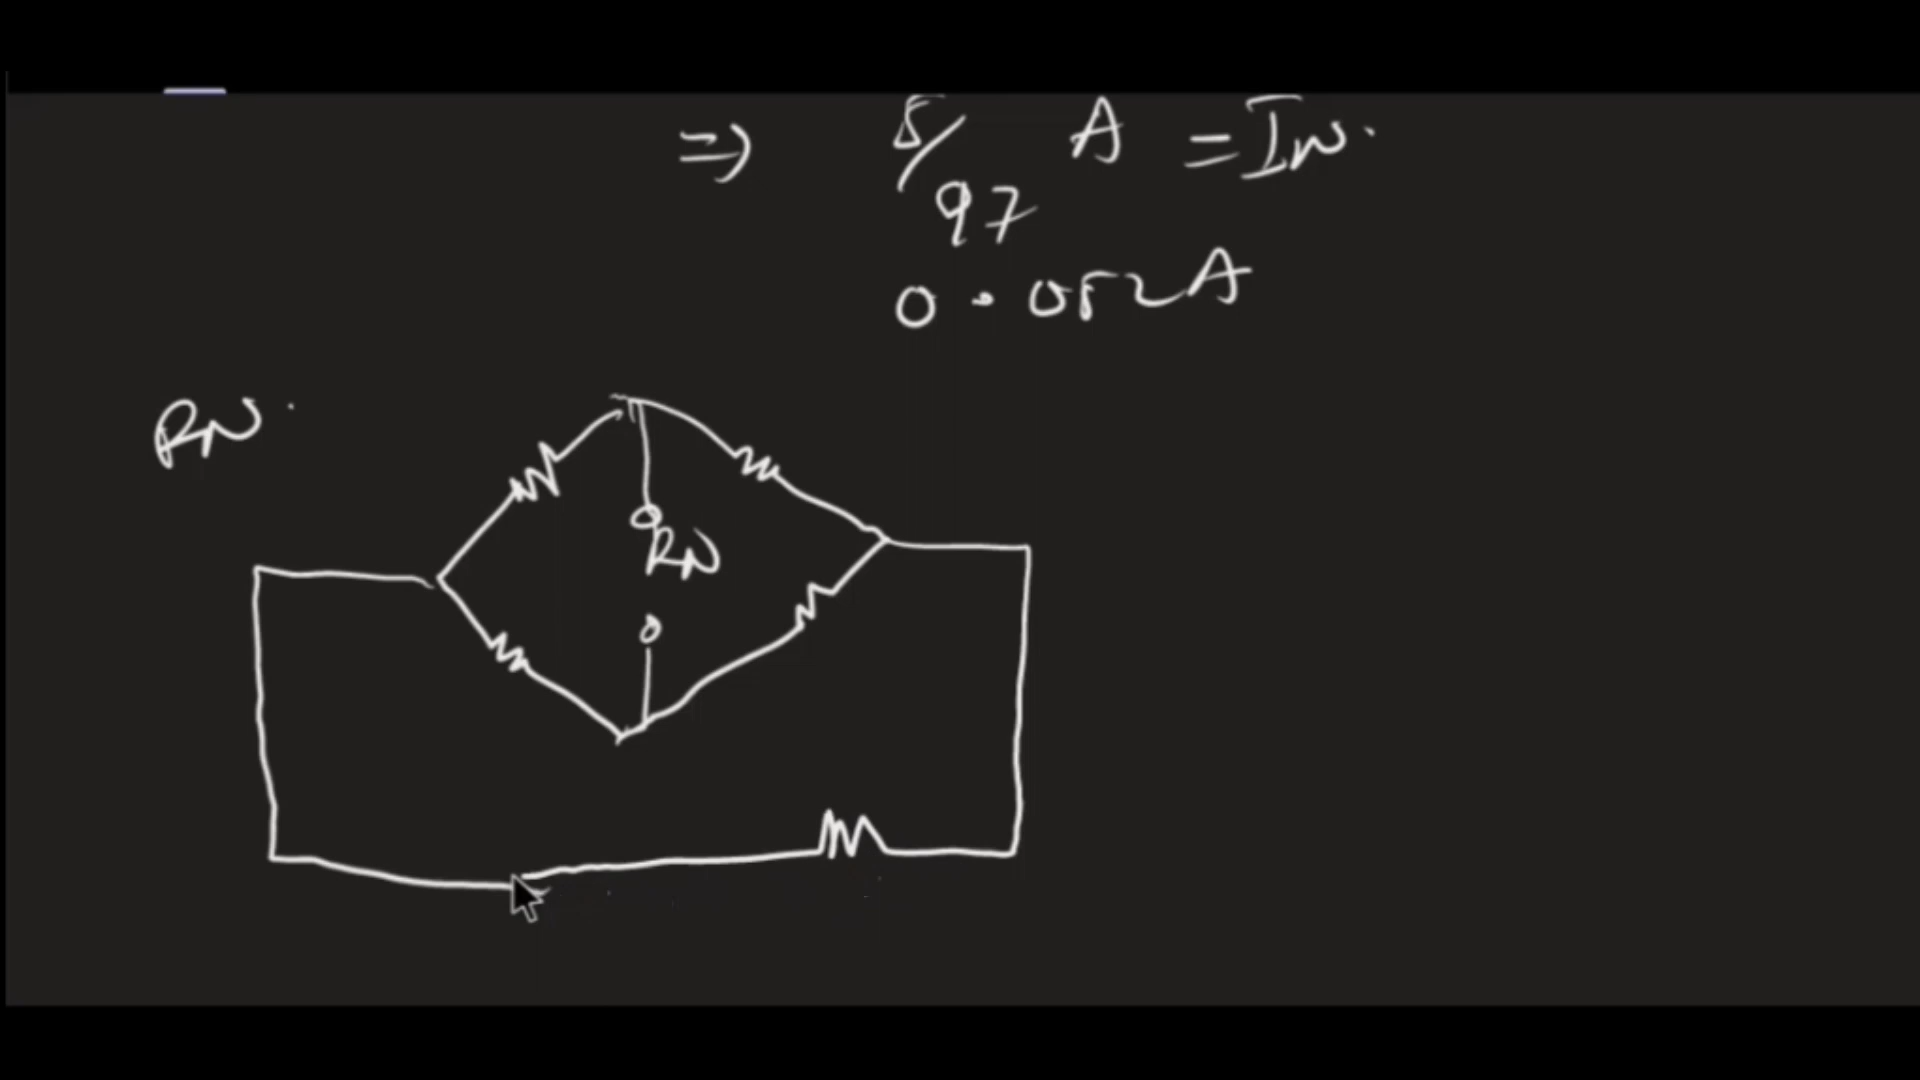 ⇒ 5/97 A = IN.
0.052A
RN.
RN